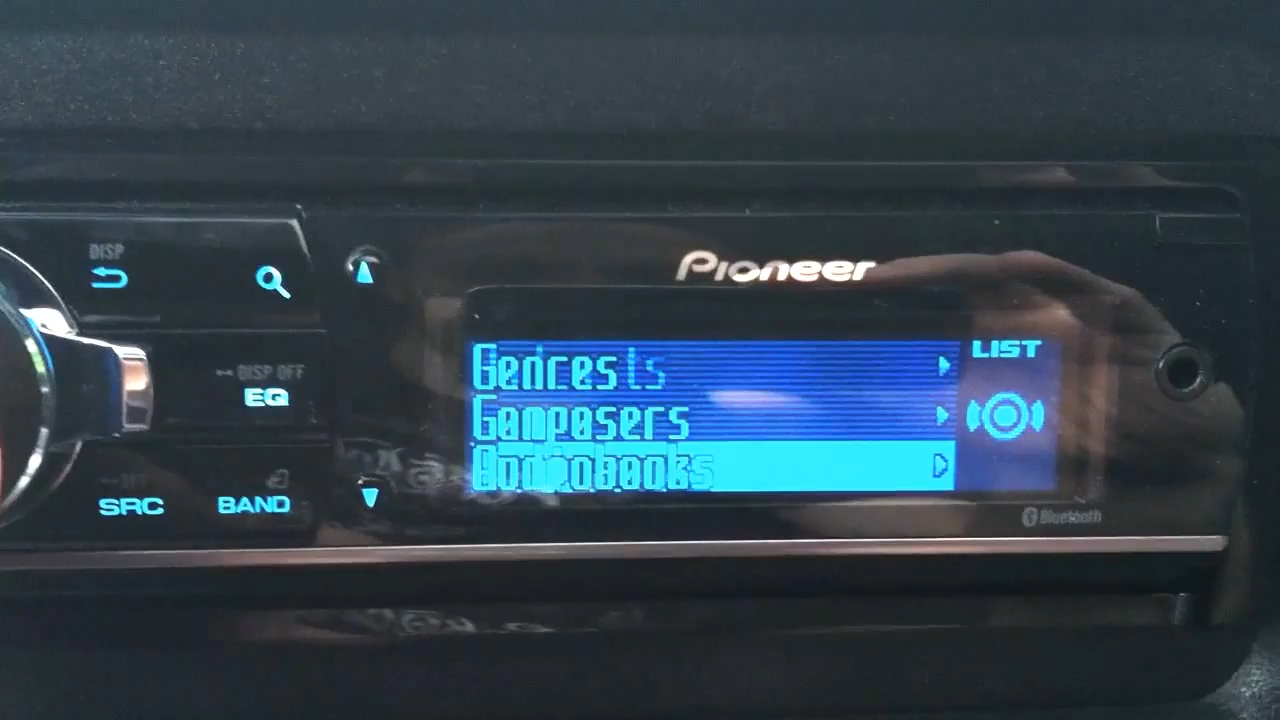 DISP
Pioneer
LIST
Genres
DISP OFF
EQ
Composers
Audiobooks
SRC
BAND
Bluetooth